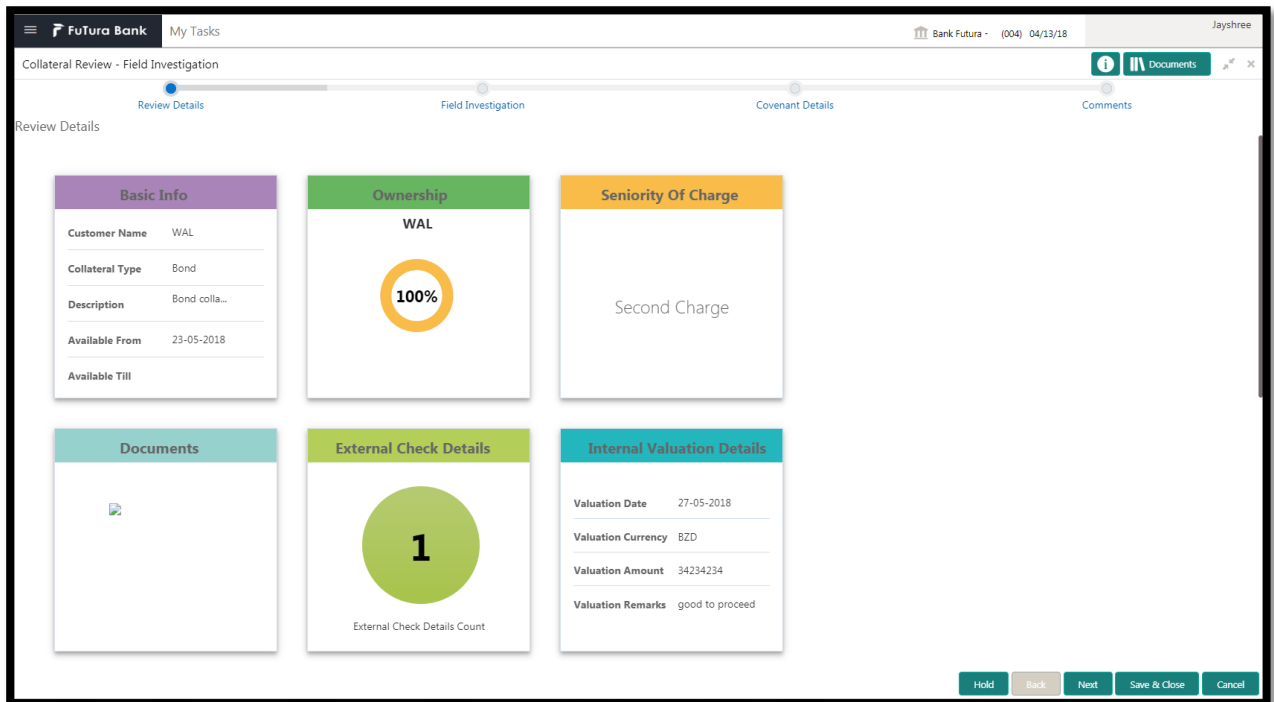 FuTura Bank My Tasks Bank Futura - (004) 04/13/18 Jayshree
Collateral Review - Field Investigation Documents
Review Details Field Investigation Covenant Details Comments
Review Details
Basic Info
Customer Name WAL
Collateral Type Bond
Description Bond colla...
Available From 23-05-2018
Available Till
Ownership
WAL
100%
Seniority Of Charge
Second Charge
Documents
External Check Details
1
External Check Details Count
Internal Valuation Details
Valuation Date 27-05-2018
Valuation Currency BZD
Valuation Amount 34234234
Valuation Remarks good to proceed
Hold Back Next Save & Close Cancel